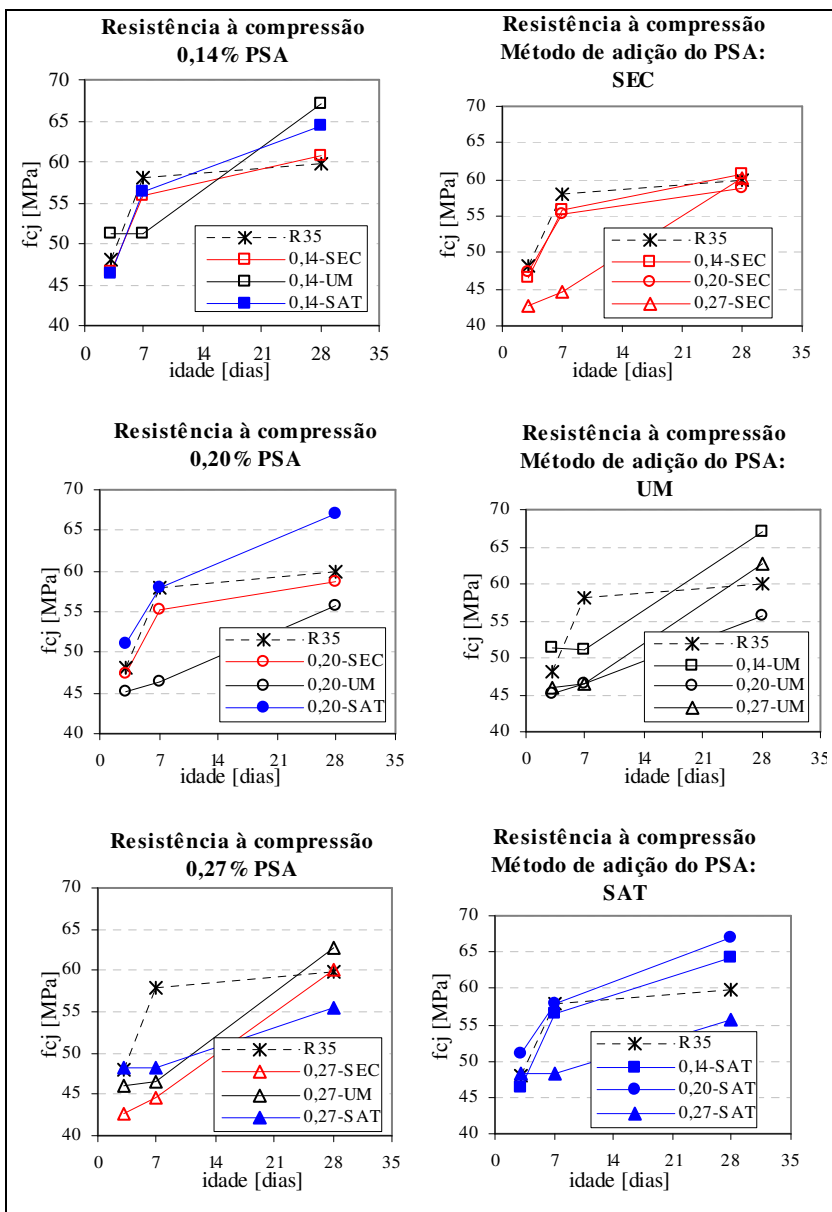 Resistência à compressão
0,14% PSA
fcj [MPa]
70
65
60
55
50
45
40
0 7 14 21 28 35
idade [dias]
R35
0,14-SEC
0,14-UM
0,14-SAT
Resistência à compressão
Método de adição do PSA:
SEC
fcj [MPa]
70
65
60
55
50
45
40
0 7 14 21 28 35
idade [dias]
R35
0,14-SEC
0,20-SEC
0,27-SEC
Resistência à compressão
0,20% PSA
fcj [MPa]
70
65
60
55
50
45
40
0 7 14 21 28 35
idade [dias]
R35
0,20-SEC
0,20-UM
0,20-SAT
Resistência à compressão
Método de adição do PSA:
UM
fcj [MPa]
70
65
60
55
50
45
40
0 7 14 21 28 35
idade [dias]
R35
0,14-UM
0,20-UM
0,27-UM
Resistência à compressão
0,27% PSA
fcj [MPa]
70
65
60
55
50
45
40
0 7 14 21 28 35
idade [dias]
R35
0,27-SEC
0,27-UM
0,27-SAT
Resistência à compressão
Método de adição do PSA:
SAT
fcj [MPa]
70
65
60
55
50
45
40
0 7 14 21 28 35
idade [dias]
R35
0,14-SAT
0,20-SAT
0,27-SAT